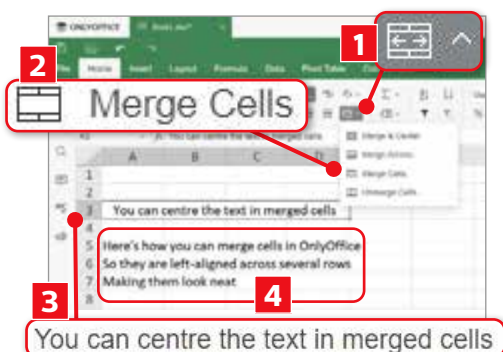 ONLYOFFICE
1
2
Home Insert Layout Formula Data Pivot Table
Merge Cells
Merge & Center
Merge Across
Merge Cells
Unmerge Cells
A B C D
1
2
3 You can centre the text in merged cells
4
5 Here's how you can merge cells in OnlyOffice
6 So they are left-aligned across several rows
7 Making them look neat
8
3
4
You can centre the text in merged cells